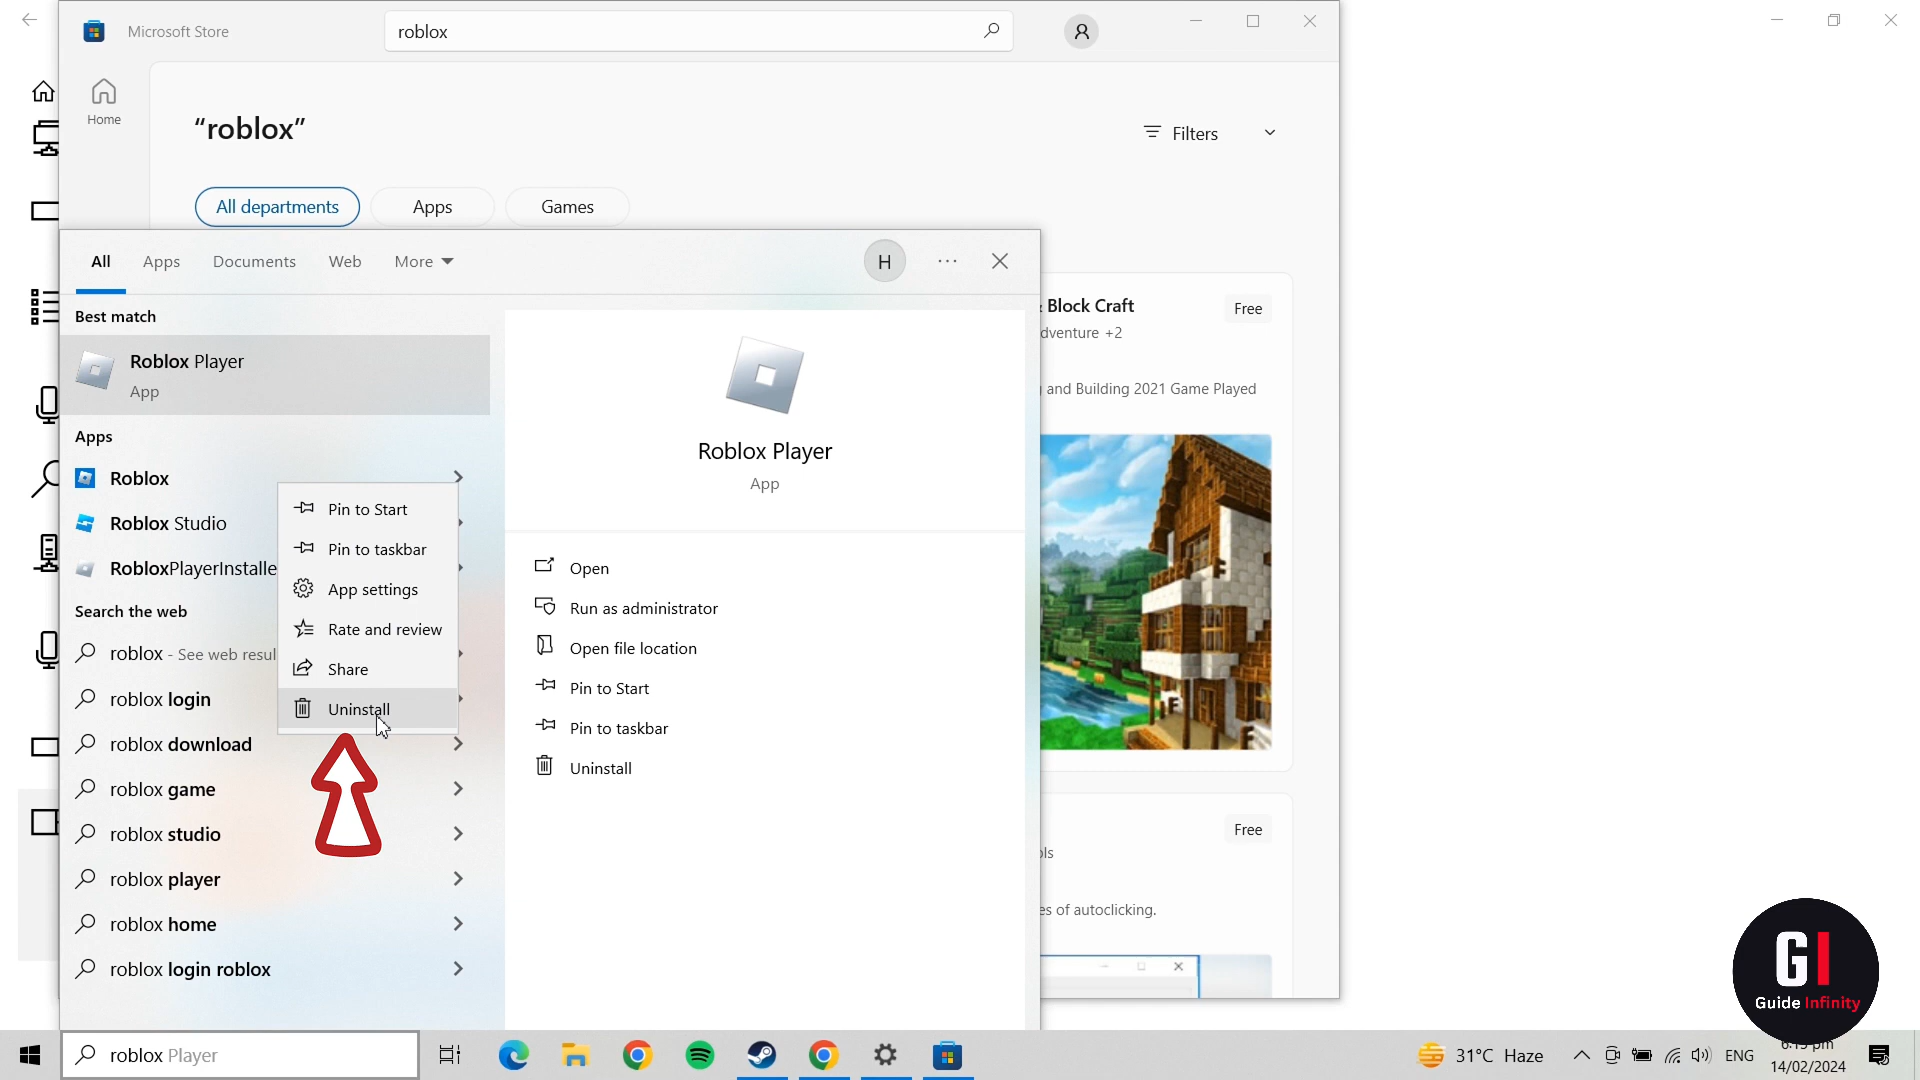 Microsoft Store
roblox
Home
“roblox”
Filters
All departments
Apps
Games
All
Apps
Documents
Web
More
H
Best match
Roblox Player
App
Apps
Roblox
Roblox Studio
RobloxPlayerInstalle
Search the web
roblox - See web resul
roblox login
roblox download
roblox game
roblox studio
roblox player
roblox home
roblox login roblox
Pin to Start
Pin to taskbar
App settings
Rate and review
Share
Uninstall
Roblox Player
App
Open
Run as administrator
Open file location
Pin to Start
Pin to taskbar
Uninstall
Block Craft
Free
dventure +2
and Building 2021 Game Played
Free
ols
es of autoclicking.
GI
Guide Infinity
roblox Player
31°C Haze
ENG
14/02/2024